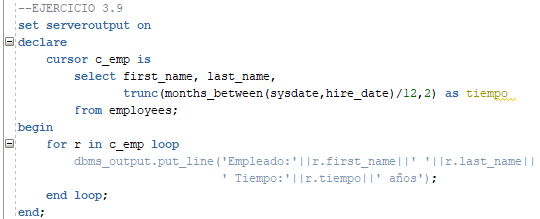 --EJERCICIO 3.9
set serveroutput on
declare
cursor c_emp is
select first_name, last_name,
trunc(months_between(sysdate,hire_date)/12,2) as tiempo
from employees;
begin
for r in c_emp loop
dbms_output.put_line('Empleado:'||r.first_name||' '||r.last_name||
' Tiempo:'||r.tiempo||' años');
end loop;
end;